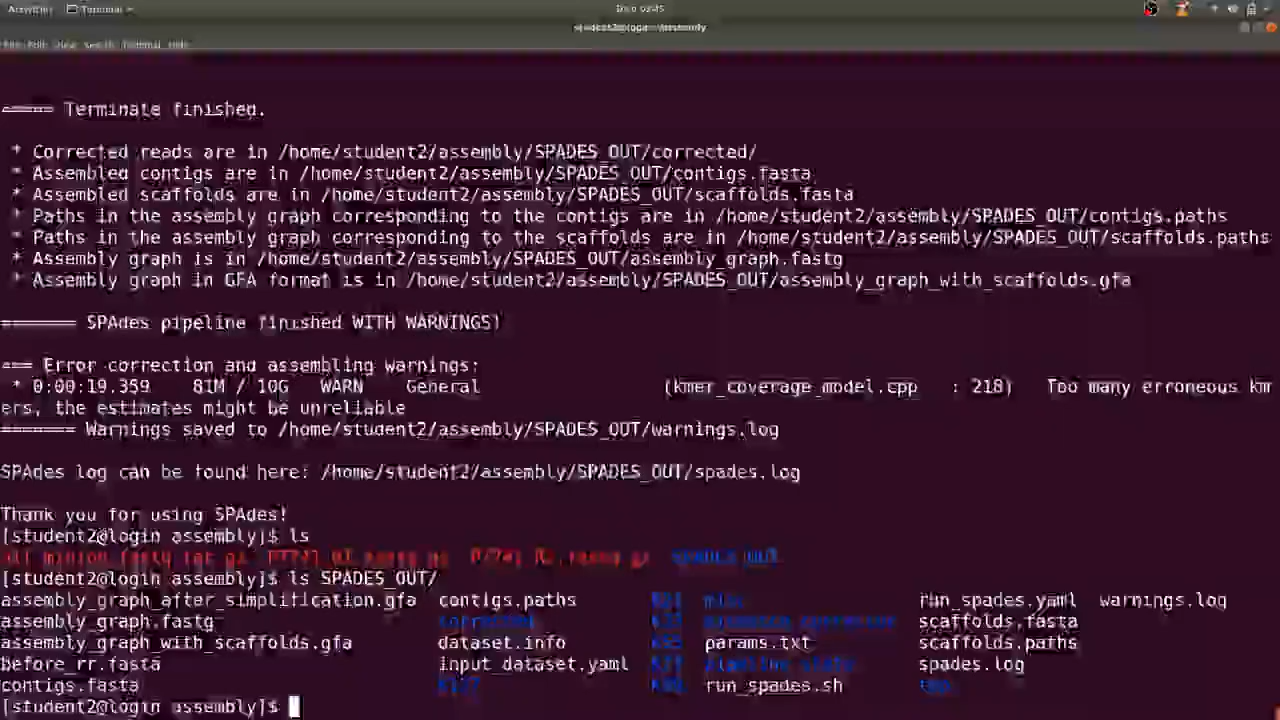 Terminal
===== Terminate finished.
* Corrected reads are in /home/student2/assembly/SPADES_OUT/corrected/
* Assembled contigs are in /home/student2/assembly/SPADES_OUT/contigs.fasta
* Assembled scaffolds are in /home/student2/assembly/SPADES_OUT/scaffolds.fasta
* Paths in the assembly graph corresponding to the contigs are in /home/student2/assembly/SPADES_OUT/contigs.paths
* Paths in the assembly graph corresponding to the scaffolds are in /home/student2/assembly/SPADES_OUT/scaffolds.paths
* Assembly graph is in /home/student2/assembly/SPADES_OUT/assembly_graph.fastg
* Assembly graph in GFA format is in /home/student2/assembly/SPADES_OUT/assembly_graph_with_scaffolds.gfa
======= SPAdes pipeline finished WITH WARNINGS!
=== Error correction and assembling warnings:
* 0:00:19.359 81M / 10G WARN General (kmer_coverage_model.cpp : 218) Too many erroneous km
ers, the estimates might be unreliable
======= Warnings saved to /home/student2/assembly/SPADES_OUT/warnings.log
SPAdes log can be found here: /home/student2/assembly/SPADES_OUT/spades.log
Thank you for using SPAdes!
[student2@login assembly]$ ls
SPADES_OUT
[student2@login assembly]$ ls SPADES_OUT/
assembly_graph_after_simplification.gfa contigs.paths misc run_spades.yaml warnings.log
assembly_graph.fastg corrected K33 scaffolds.fasta
assembly_graph_with_scaffolds.gfa dataset.info params.txt scaffolds.paths
before_rr.fasta input_dataset.yaml K77 pipeline_state spades.log
contigs.fasta K127 run_spades.sh tmp
[student2@login assembly]$